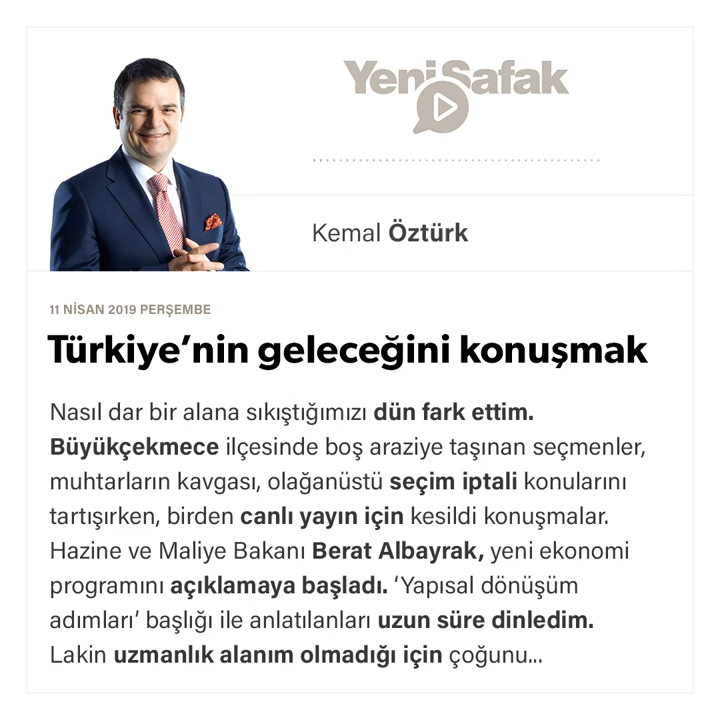 Yeni Şafak
Kemal Öztürk
11 NİSAN 2019 PERŞEMBE
Türkiye’nin geleceğini konuşmak
Nasıl dar bir alana sıkıştığımızı dün fark ettim.
Büyükçekmece ilçesinde boş araziye taşınan seçmenler,
muhtarların kavgası, olağanüstü seçim iptali konularını
tartışırken, birden canlı yayın için kesildi konuşmalar.
Hazine ve Maliye Bakanı Berat Albayrak, yeni ekonomi
programını açıklamaya başladı. ‘Yapısal dönüşüm
adımları’ başlığı ile anlatılanları uzun süre dinledim.
Lakin uzmanlık alanım olmadığı için çoğunu...